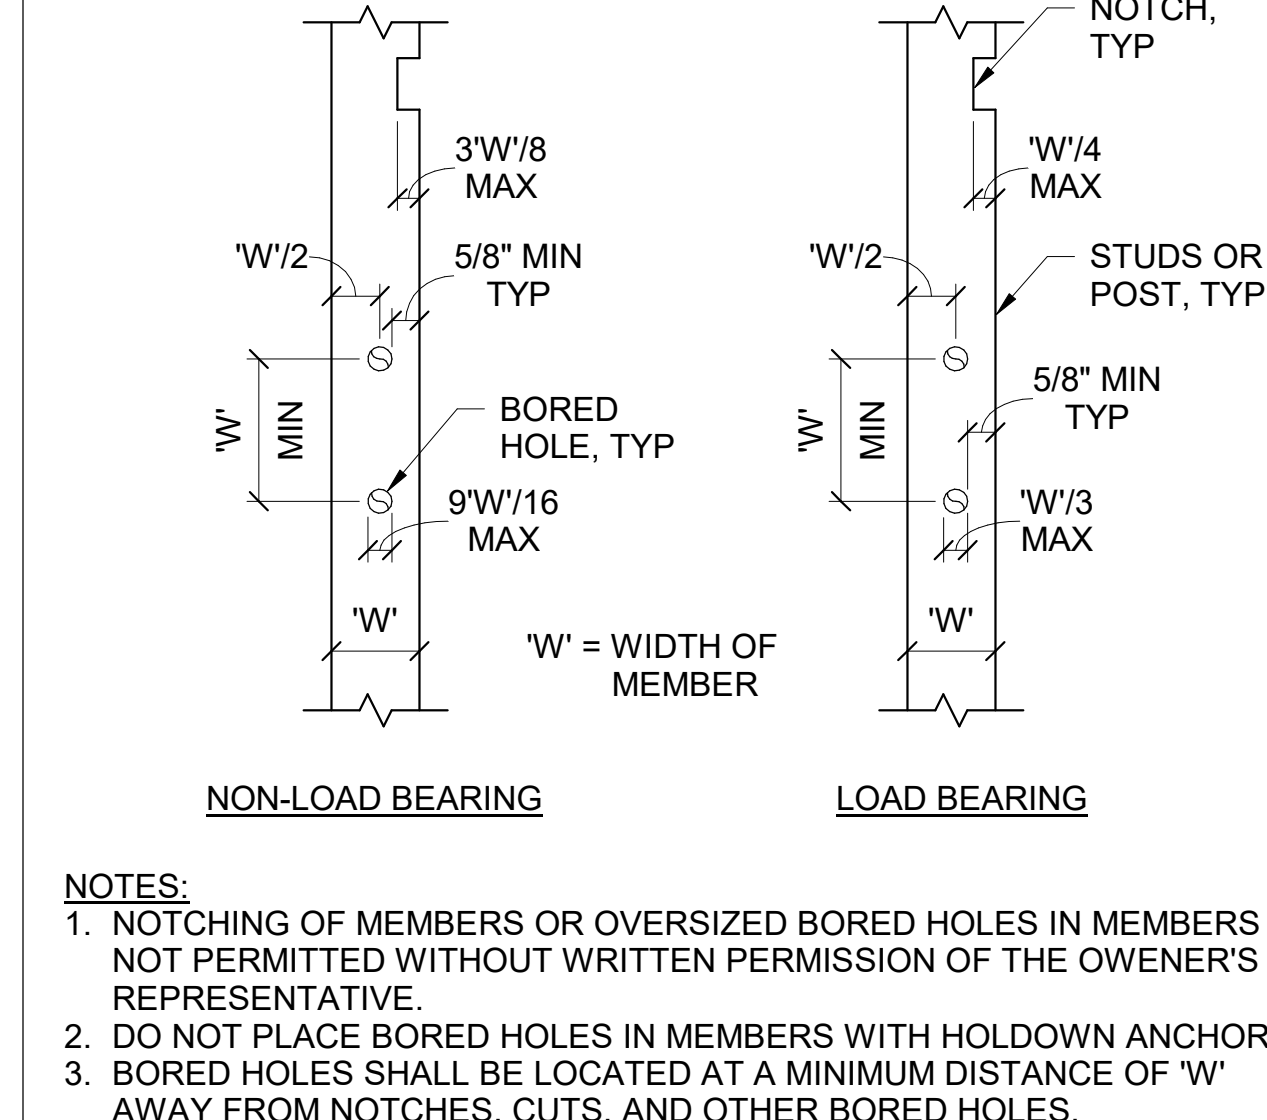 NOTCH,
TYP
3'W'/8
MAX
'W'/4
MAX
'W'/2
5/8" MIN
TYP
'W'/2
STUDS OR
POST, TYP
'W'
MIN
BORED
HOLE, TYP
9'W'/16
MAX
'W'
MIN
5/8" MIN
TYP
'W'/3
MAX
'W'
'W' = WIDTH OF
MEMBER
'W'
NON-LOAD BEARING
LOAD BEARING
NOTES:
1. NOTCHING OF MEMBERS OR OVERSIZED BORED HOLES IN MEMBERS
NOT PERMITTED WITHOUT WRITTEN PERMISSION OF THE OWENER'S
REPRESENTATIVE.
2. DO NOT PLACE BORED HOLES IN MEMBERS WITH HOLDOWN ANCHOR
3. BORED HOLES SHALL BE LOCATED AT A MINIMUM DISTANCE OF 'W'
AWAY FROM NOTCHES, CUTS, AND OTHER BORED HOLES.